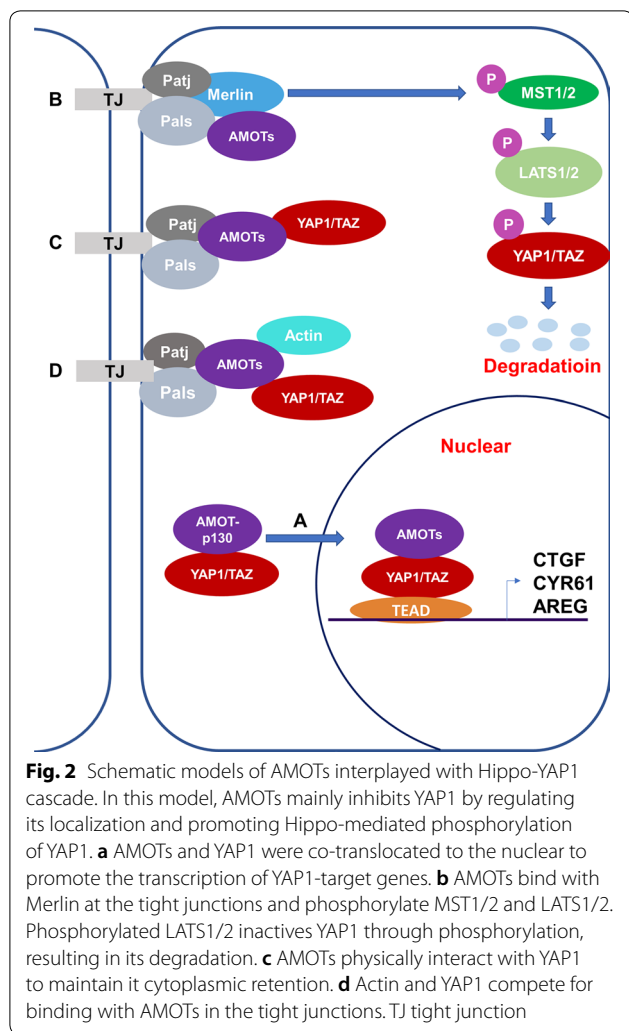 B
TJ
Patj
Merlin
Pals
AMOTs
P
MST1/2
P
LATS1/2
P
YAP1/TAZ
Degradatioin
C
TJ
Patj
AMOTs
YAP1/TAZ
Pals
D
TJ
Patj
AMOTs
Actin
Pals
YAP1/TAZ
Nuclear
AMOT-
p130
YAP1/TAZ
A
AMOTs
YAP1/TAZ
TEAD
CTGF
CYR61
AREG
Fig. 2 Schematic models of AMOTs interplayed with Hippo-YAP1
cascade. In this model, AMOTs mainly inhibits YAP1 by regulating
its localization and promoting Hippo-mediated phosphorylation
of YAP1. a AMOTs and YAP1 were co-translocated to the nuclear to
promote the transcription of YAP1-target genes. b AMOTs bind with
Merlin at the tight junctions and phosphorylate MST1/2 and LATS1/2.
Phosphorylated LATS1/2 inactives YAP1 through phosphorylation,
resulting in its degradation. c AMOTs physically interact with YAP1
to maintain it cytoplasmic retention. d Actin and YAP1 compete for
binding with AMOTs in the tight junctions. TJ tight junction